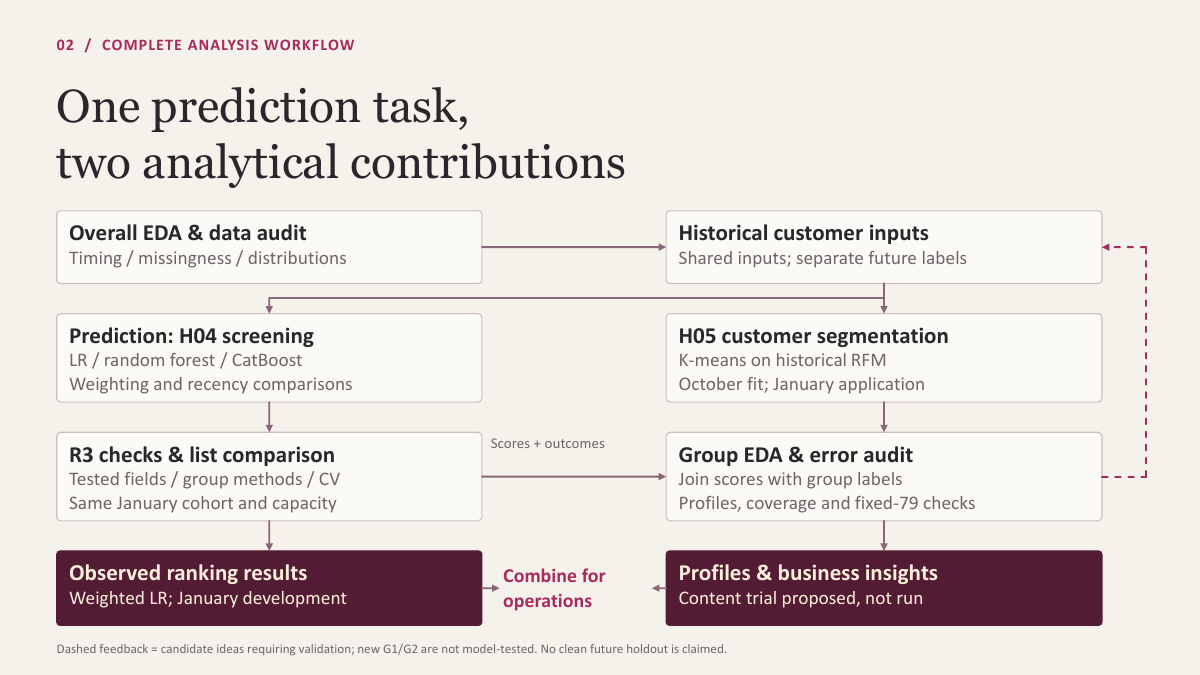 02 / COMPLETE ANALYSIS WORKFLOW
One prediction task,
two analytical contributions
Overall EDA & data audit
Timing / missingness / distributions
Historical customer inputs
Shared inputs; separate future labels
Prediction: H04 screening
LR / random forest / CatBoost
Weighting and recency comparisons
H05 customer segmentation
K-means on historical RFM
October fit; January application
R3 checks & list comparison
Tested fields / group methods / CV
Same January cohort and capacity
Scores + outcomes
Group EDA & error audit
Join scores with group labels
Profiles, coverage and fixed-79 checks
Observed ranking results
Weighted LR; January development
Combine for
operations
Profiles & business insights
Content trial proposed, not run
Dashed feedback = candidate ideas requiring validation; new G1/G2 are not model-tested. No clean future holdout is claimed.